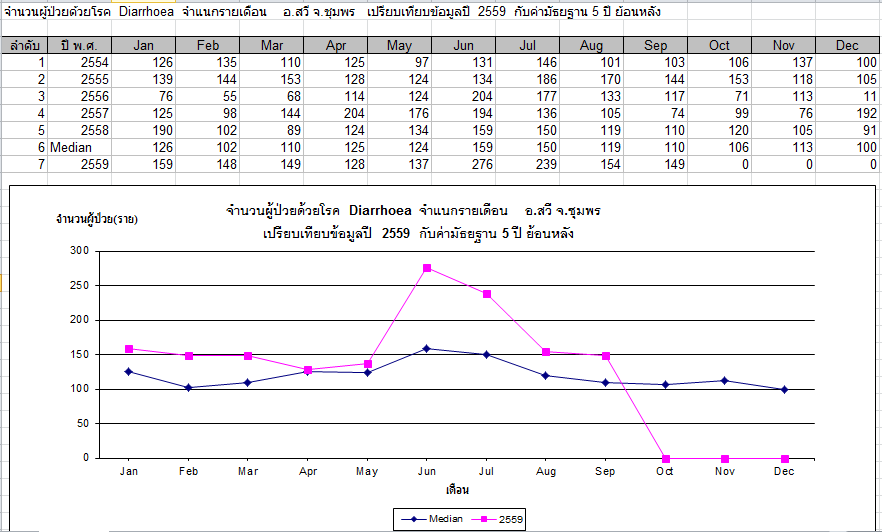 จำนวนผู้ป่วยด้วยโรค Diarrhoea จำแนกรายเดือน อ.สวี จ.ชุมพร เปรียบเทียบข้อมูลปี 2559 กับค่ามัธยฐาน 5 ปี ย้อนหลัง
ลำดับ ปี พ.ศ. Jan Feb Mar Apr May Jun Jul Aug Sep Oct Nov Dec
1 2554 126 135 110 125 97 131 146 101 103 106 137 100
2 2555 139 144 153 128 124 134 186 170 144 153 118 105
3 2556 76 55 68 114 124 204 177 133 117 71 113 11
4 2557 125 98 144 204 176 194 136 105 74 99 76 192
5 2558 190 102 89 124 134 159 150 119 110 120 105 91
6 Median 126 102 110 125 124 159 150 119 110 106 113 100
7 2559 159 148 149 128 137 276 239 154 149 0 0 0
จำนวนผู้ป่วยด้วยโรค Diarrhoea จำแนกรายเดือน อ.สวี จ.ชุมพร
เปรียบเทียบข้อมูลปี 2559 กับค่ามัธยฐาน 5 ปี ย้อนหลัง
จำนวนผู้ป่วย(ราย)
300
250
200
150
100
50
0
Jan Feb Mar Apr May Jun Jul Aug Sep Oct Nov Dec
เดือน
Median 2559